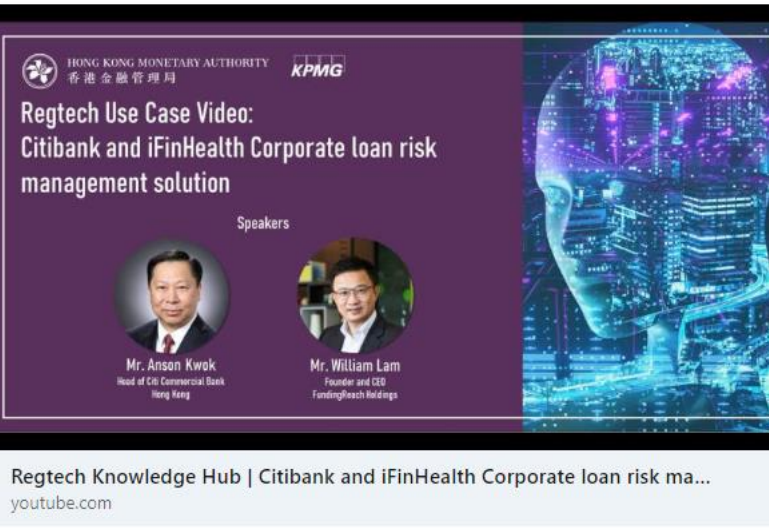 HONG KONG MONETARY AUTHORITY
香港金融管理局
KPMG
Regtech Use Case Video:
Citibank and iFinHealth Corporate loan risk
management solution
Speakers
Mr. Anson Kwok
Head of Citi Commercial Bank
Hong Kong
Mr. William Lam
Founder and CEO
FundingReach Holdings
Regtech Knowledge Hub | Citibank and iFinHealth Corporate loan risk ma...
youtube.com